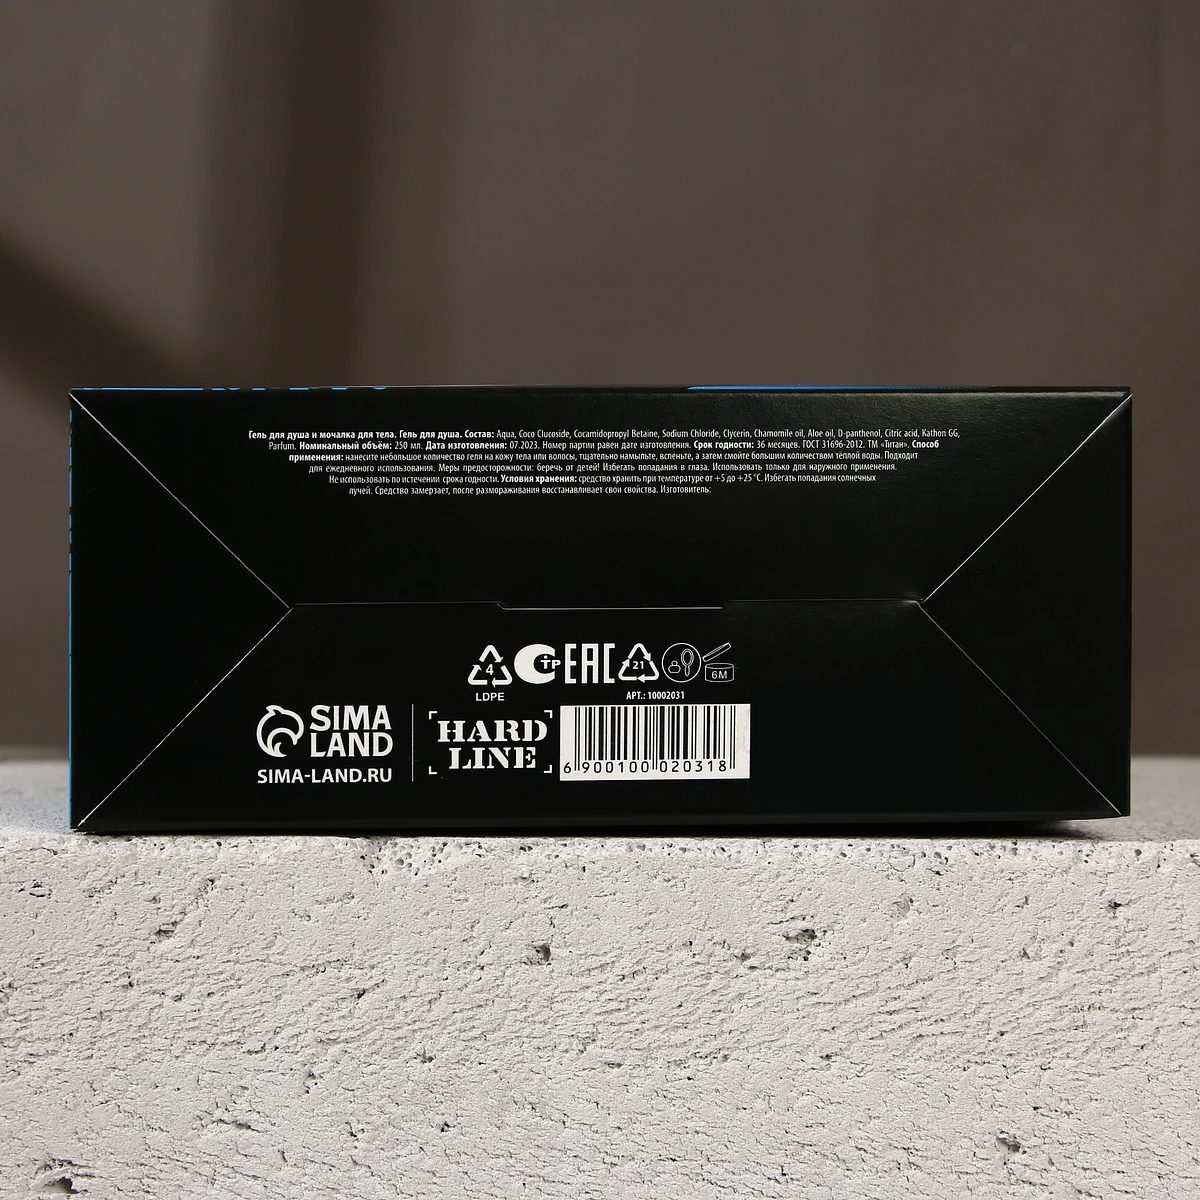 Гель для душа и мочалка для тела. Гель для душа. Состав: Aqua, Coco Clucoside, Cocamidopropyl Betaine, Sodium Chloride, Clycerin, Chamomile oil, Aloe oil, D-panthenol, Citric acid, Kathon GG,
Parfum. Номинальный объём: 250 мл. Дата изготовления: 07.2023. Номер партии равен дате изготовления. Срок годности: 36 месяцев. ГОСТ 31696-2012. ТМ «Титан». Способ
применения: нанесите небольшое количество геля на кожу тела или волосы, тщательно намыльте, вспеньте, а затем смойте большим количеством тёплой воды. Подходит
для ежедневного использования. Меры предосторожности: беречь от детей! Избегать попадания в глаза. Использовать только для наружного применения.
Не использовать по истечении срока годности. Условия хранения: средство хранить при температуре от +5 до +25 °С. Избегать попадания солнечных
лучей. Средство замерзает, после размораживания восстанавливает свои свойства. Изготовитель:
4 СТР ЕАС 21 6M
LDPE
АРТ.: 10002031
SIMA
LAND
SIMA-LAND.RU
HARD
LINE
6 900100 020318